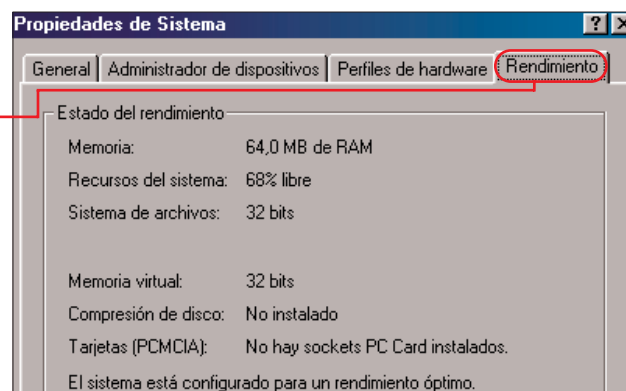 Propiedades de Sistema ? X
General Administrador de dispositivos Perfiles de hardware Rendimiento
Estado del rendimiento
Memoria: 64,0 MB de RAM
Recursos del sistema: 68% libre
Sistema de archivos: 32 bits
Memoria virtual: 32 bits
Compresión de disco: No instalado
Tarjetas (PCMCIA): No hay sockets PC Card instalados.
El sistema está configurado para un rendimiento óptimo.